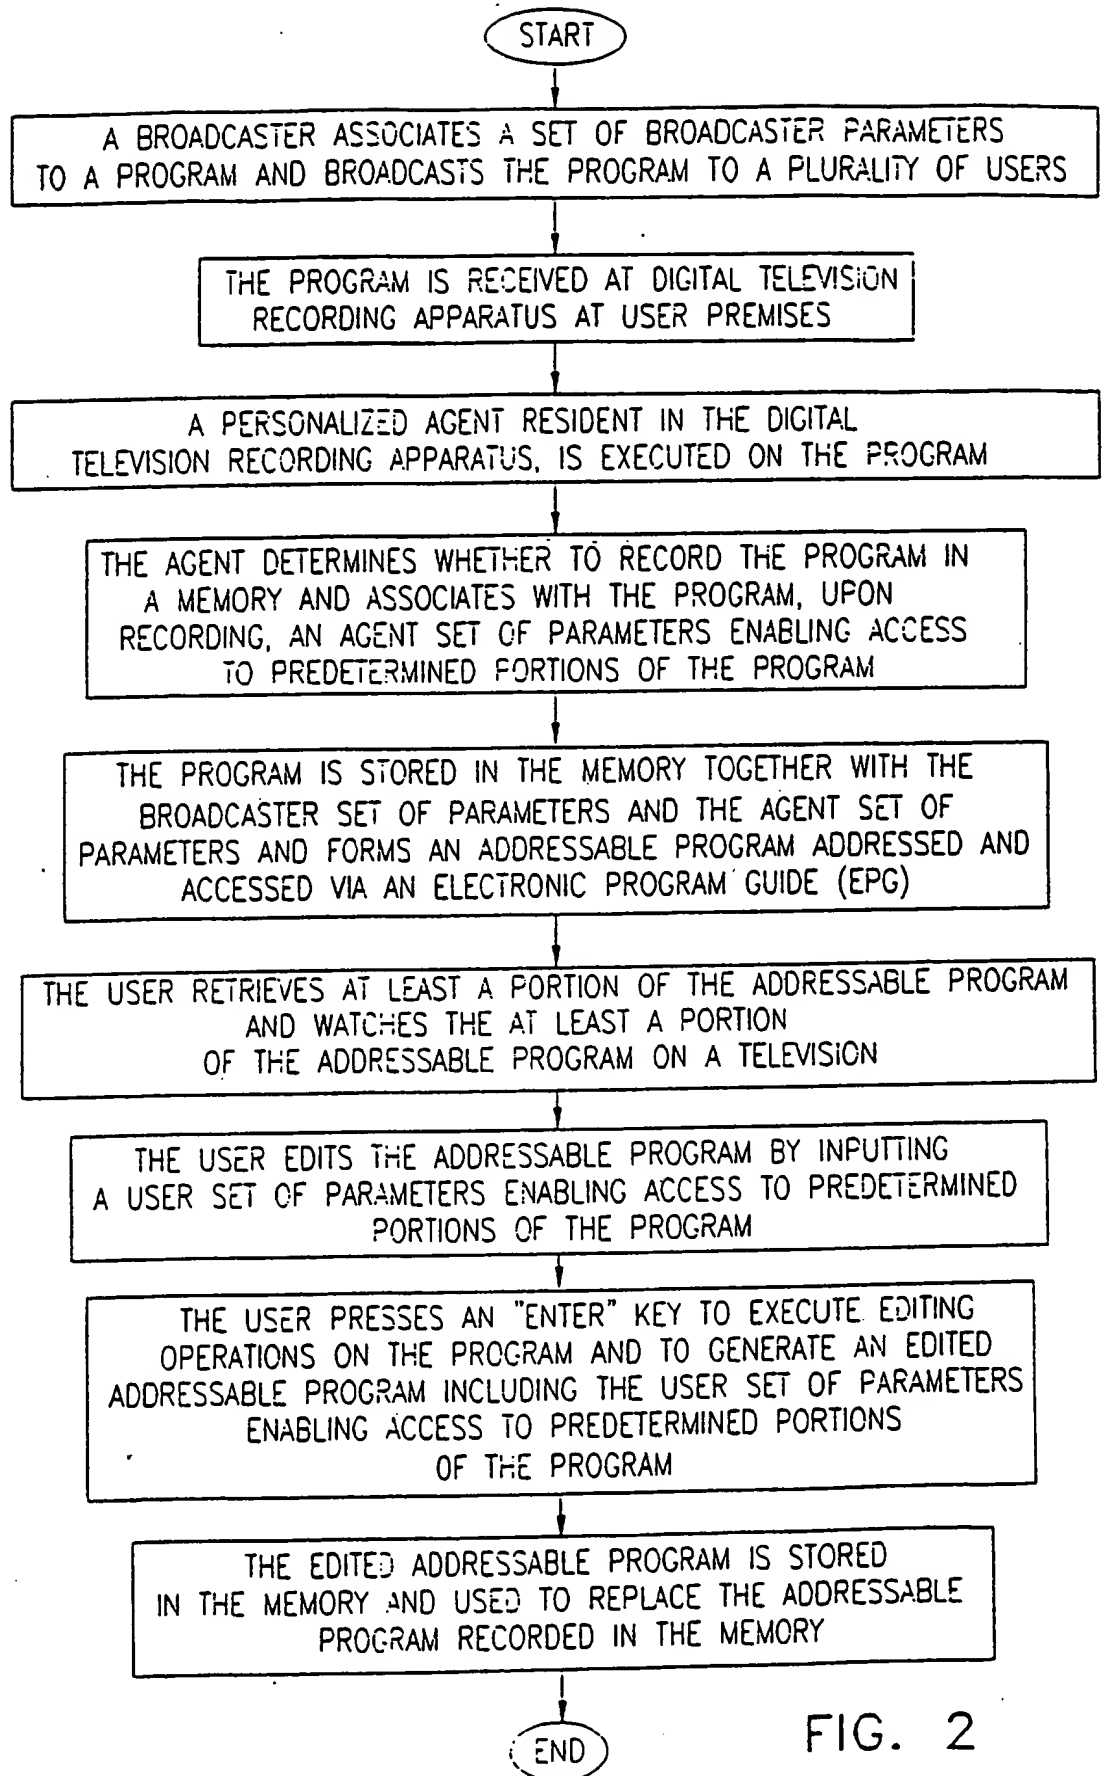 START
A BROADCASTER ASSOCIATES A SET OF BROADCASTER PARAMETERS
TO A PROGRAM AND BROADCASTS THE PROGRAM TO A PLURALITY OF USERS
THE PROGRAM IS RECEIVED AT DIGITAL TELEVISION
RECORDING APPARATUS AT USER PREMISES
A PERSONALIZED AGENT RESIDENT IN THE DIGITAL
TELEVISION RECORDING APPARATUS, IS EXECUTED ON THE PROGRAM
THE AGENT DETERMINES WHETHER TO RECORD THE PROGRAM IN
A MEMORY AND ASSOCIATES WITH THE PROGRAM, UPON
RECORDING, AN AGENT SET OF PARAMETERS ENABLING ACCESS
TO PREDETERMINED PORTIONS OF THE PROGRAM
THE PROGRAM IS STORED IN THE MEMORY TOGETHER WITH THE
BROADCASTER SET OF PARAMETERS AND THE AGENT SET OF
PARAMETERS AND FORMS AN ADDRESSABLE PROGRAM ADDRESSED AND
ACCESSED VIA AN ELECTRONIC PROGRAM GUIDE (EPG)
THE USER RETRIEVES AT LEAST A PORTION OF THE ADDRESSABLE PROGRAM
AND WATCHES THE AT LEAST A PORTION
OF THE ADDRESSABLE PROGRAM ON A TELEVISION
THE USER EDITS THE ADDRESSABLE PROGRAM BY INPUTTING
A USER SET OF PARAMETERS ENABLING ACCESS TO PREDETERMINED
PORTIONS OF THE PROGRAM
THE USER PRESSES AN "ENTER" KEY TO EXECUTE EDITING
OPERATIONS ON THE PROGRAM AND TO GENERATE AN EDITED
ADDRESSABLE PROGRAM INCLUDING THE USER SET OF PARAMETERS
ENABLING ACCESS TO PREDETERMINED PORTIONS
OF THE PROGRAM
THE EDITED ADDRESSABLE PROGRAM IS STORED
IN THE MEMORY AND USED TO REPLACE THE ADDRESSABLE
PROGRAM RECORDED IN THE MEMORY
END
FIG. 2